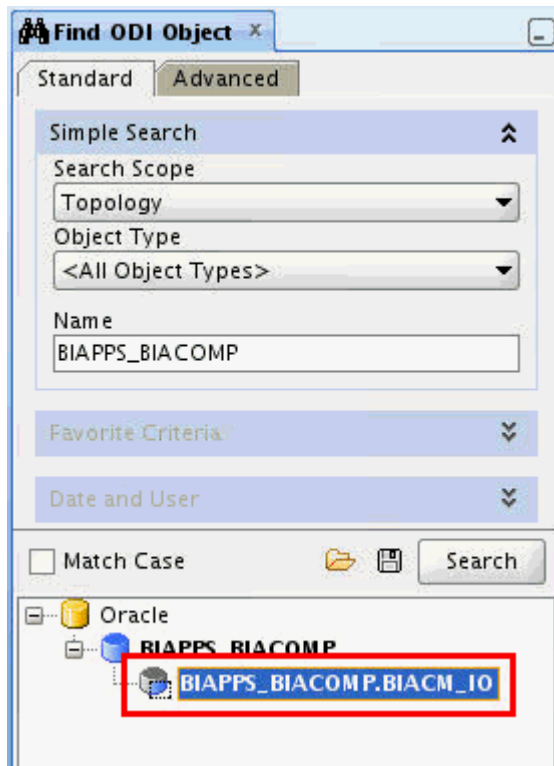 Find ODI Object
Standard Advanced
Simple Search
Search Scope
Topology
Object Type
<All Object Types>
Name
BIAPPS_BIACOMP
Favorite Criteria
Date and User
Match Case Search
Oracle
BIAPPS_BIACOMP
BIAPPS_BIACOMP.BIACM_IO